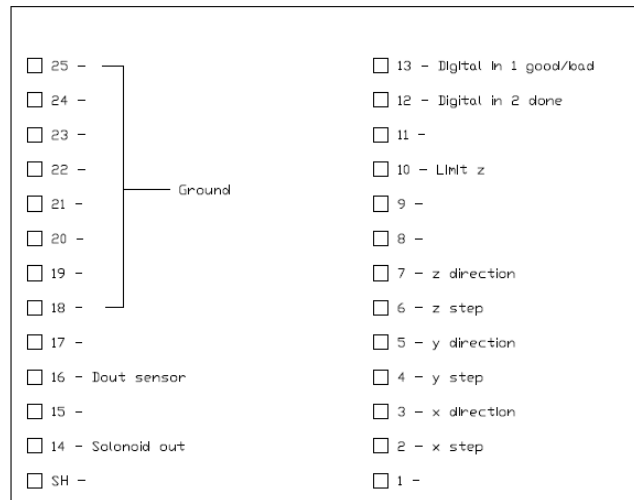 25 -
24 -
23 -
22 -
21 -
Ground
20 -
19 -
18 -
17 -
16 - Dout sensor
15 -
14 - Solonoid out
SH -
13 - Digital in 1 good/bad
12 - Digital in 2 done
11 -
10 - Limit z
9 -
8 -
7 - z direction
6 - z step
5 - y direction
4 - y step
3 - x direction
2 - x step
1 -